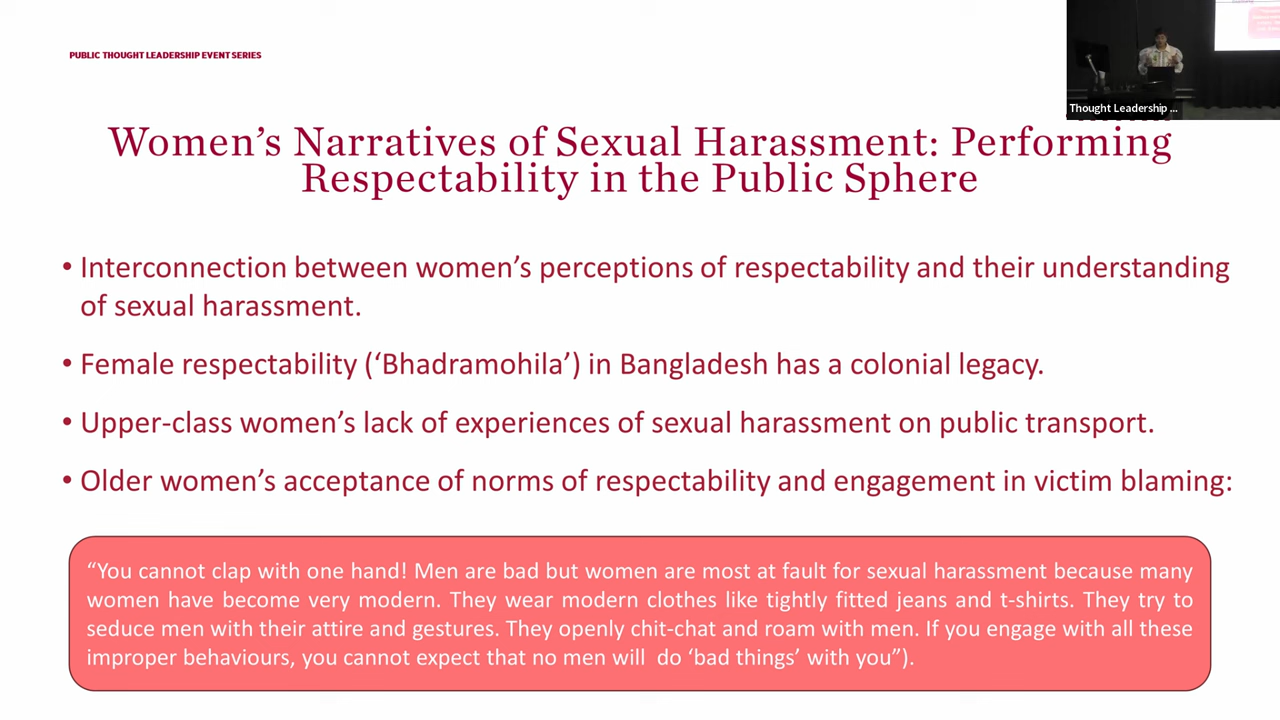 PUBLIC THOUGHT LEADERSHIP EVENT SERIES
Thought Leadership ...
Women’s Narratives of Sexual Harassment: Performing
Respectability in the Public Sphere
• Interconnection between women’s perceptions of respectability and their understanding
of sexual harassment.
• Female respectability (‘Bhadramohila’) in Bangladesh has a colonial legacy.
• Upper-class women’s lack of experiences of sexual harassment on public transport.
• Older women’s acceptance of norms of respectability and engagement in victim blaming:
“You cannot clap with one hand! Men are bad but women are most at fault for sexual harassment because many
women have become very modern. They wear modern clothes like tightly fitted jeans and t-shirts. They try to
seduce men with their attire and gestures. They openly chit-chat and roam with men. If you engage with all these
improper behaviours, you cannot expect that no men will  do ‘bad things’ with you”).